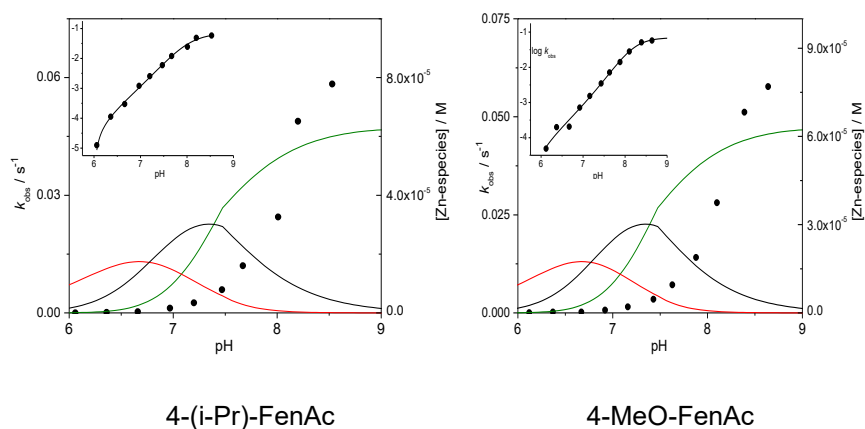 -1
-2
-3
-4
-5
6 7 8 9
pH
0.06
0.03
0.00
k_obs / s⁻¹
8.0x10⁻⁵
4.0x10⁻⁵
0.0
[Zn-especies] / M
6 7 8 9
pH
4-(i-Pr)-FenAc
-1
-2
-3
-4
log k_obs
6 7 8 9
pH
0.075
0.050
0.025
0.000
k_obs / s⁻¹
9.0x10⁻⁵
6.0x10⁻⁵
3.0x10⁻⁵
0.0
[Zn-especies] / M
6 7 8 9
pH
4-MeO-FenAc